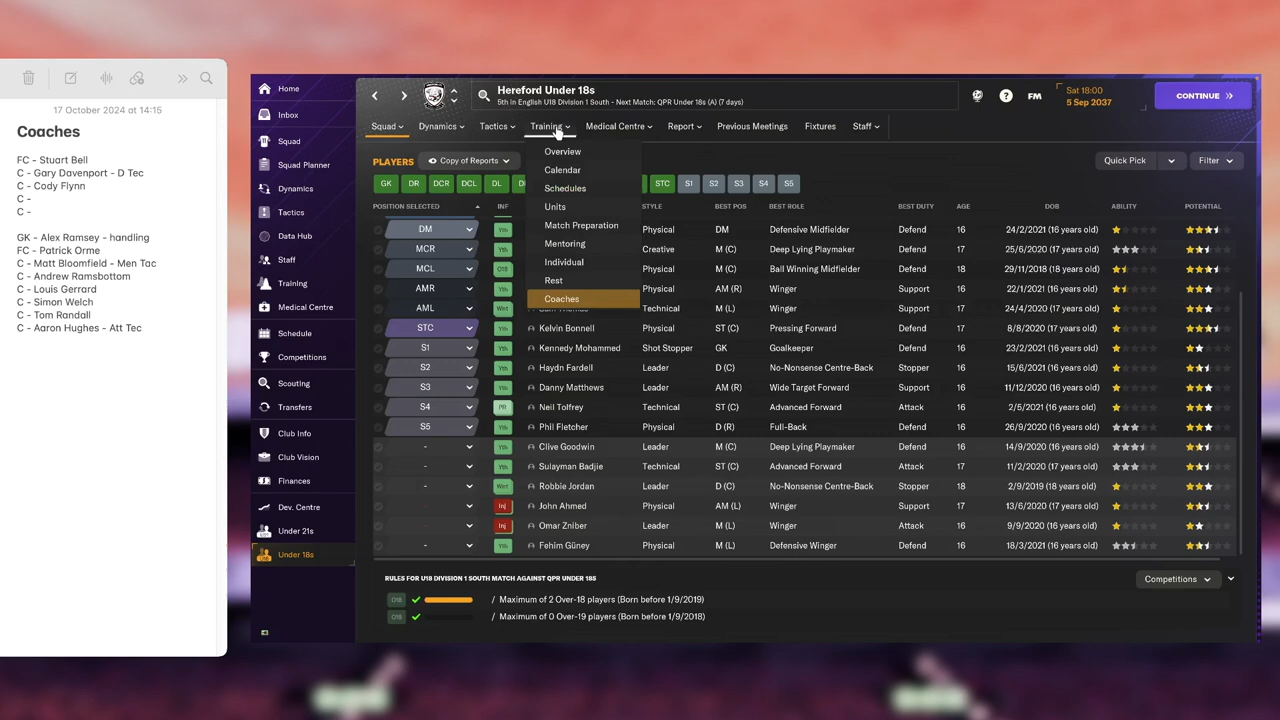 17 October 2024 at 14:15
Coaches
FC - Stuart Bell
C - Gary Davenport - D Tec
C - Cody Flynn
C -
C -
GK - Alex Ramsey - handling
FC - Patrick Orme
C - Matt Bloomfield - Men Tac
C - Andrew Ramsbottom
C - Louis Gerrard
C - Simon Welch
C - Tom Randall
C - Aaron Hughes - Att Tec
Home
Inbox
Squad
Squad Planner
Dynamics
Tactics
Data Hub
Staff
Training
Medical Centre
Schedule
Competitions
Scouting
Transfers
Club Info
Club Vision
Finances
Dev. Centre
Under 21s
Under 18s
Hereford Under 18s
5th in English U18 Division 1 South - Next Match: QPR Under 18s (A) (7 days)
FM
Sat 18:00
5 Sep 2037
CONTINUE
Squad Dynamics Tactics Training Medical Centre Report Previous Meetings Fixtures Staff
Overview
Calendar
Schedules
Units
Match Preparation
Mentoring
Individual
Rest
Coaches
PLAYERS Copy of Reports Quick Pick Filter
GK DR DCR DCL DL STC S1 S2 S3 S4 S5
POSITION SELECTED INF STYLE BEST POS BEST ROLE BEST DUTY AGE DOB ABILITY POTENTIAL
DM Yth Physical DM Defensive Midfielder Defend 16 24/2/2021 (16 years old)
MCR Yth Creative M (C) Deep Lying Playmaker Defend 17 25/6/2020 (17 years old)
MCL O18 Physical M (C) Ball Winning Midfielder Defend 18 29/11/2018 (18 years old)
AMR Yth Physical AM (R) Winger Support 16 22/1/2021 (16 years old)
AML Wnt Technical M (L) Winger Support 17 24/4/2020 (17 years old)
STC Yth Kelvin Bonnell Physical ST (C) Pressing Forward Defend 17 8/8/2020 (17 years old)
S1 Yth Kennedy Mohammed Shot Stopper GK Goalkeeper Defend 16 23/2/2021 (16 years old)
S2 Yth Haydn Fardell Leader D (C) No-Nonsense Centre-Back Stopper 16 15/6/2021 (16 years old)
S3 Yth Danny Matthews Leader AM (R) Wide Target Forward Support 16 11/12/2020 (16 years old)
S4 PR Neil Tolfrey Technical ST (C) Advanced Forward Attack 16 2/5/2021 (16 years old)
S5 Yth Phil Fletcher Physical D (R) Full-Back Defend 16 26/9/2020 (16 years old)
- Yth Clive Goodwin Leader M (C) Deep Lying Playmaker Defend 16 14/9/2020 (16 years old)
- Yth Sulayman Badjie Technical ST (C) Advanced Forward Attack 17 11/2/2020 (17 years old)
- Wnt Robbie Jordan Leader D (C) No-Nonsense Centre-Back Stopper 18 2/9/2019 (18 years old)
Inj John Ahmed Physical AM (L) Winger Support 17 13/6/2020 (17 years old)
Inj Omar Zniber Leader M (L) Winger Attack 16 9/9/2020 (16 years old)
- Yth Fehim Güney Physical M (L) Defensive Winger Defend 16 18/3/2021 (16 years old)
RULES FOR U18 DIVISION 1 SOUTH MATCH AGAINST QPR UNDER 18S
Competitions
O18 / Maximum of 2 Over-18 players (Born before 1/9/2019)
O18 / Maximum of 0 Over-19 players (Born before 1/9/2018)